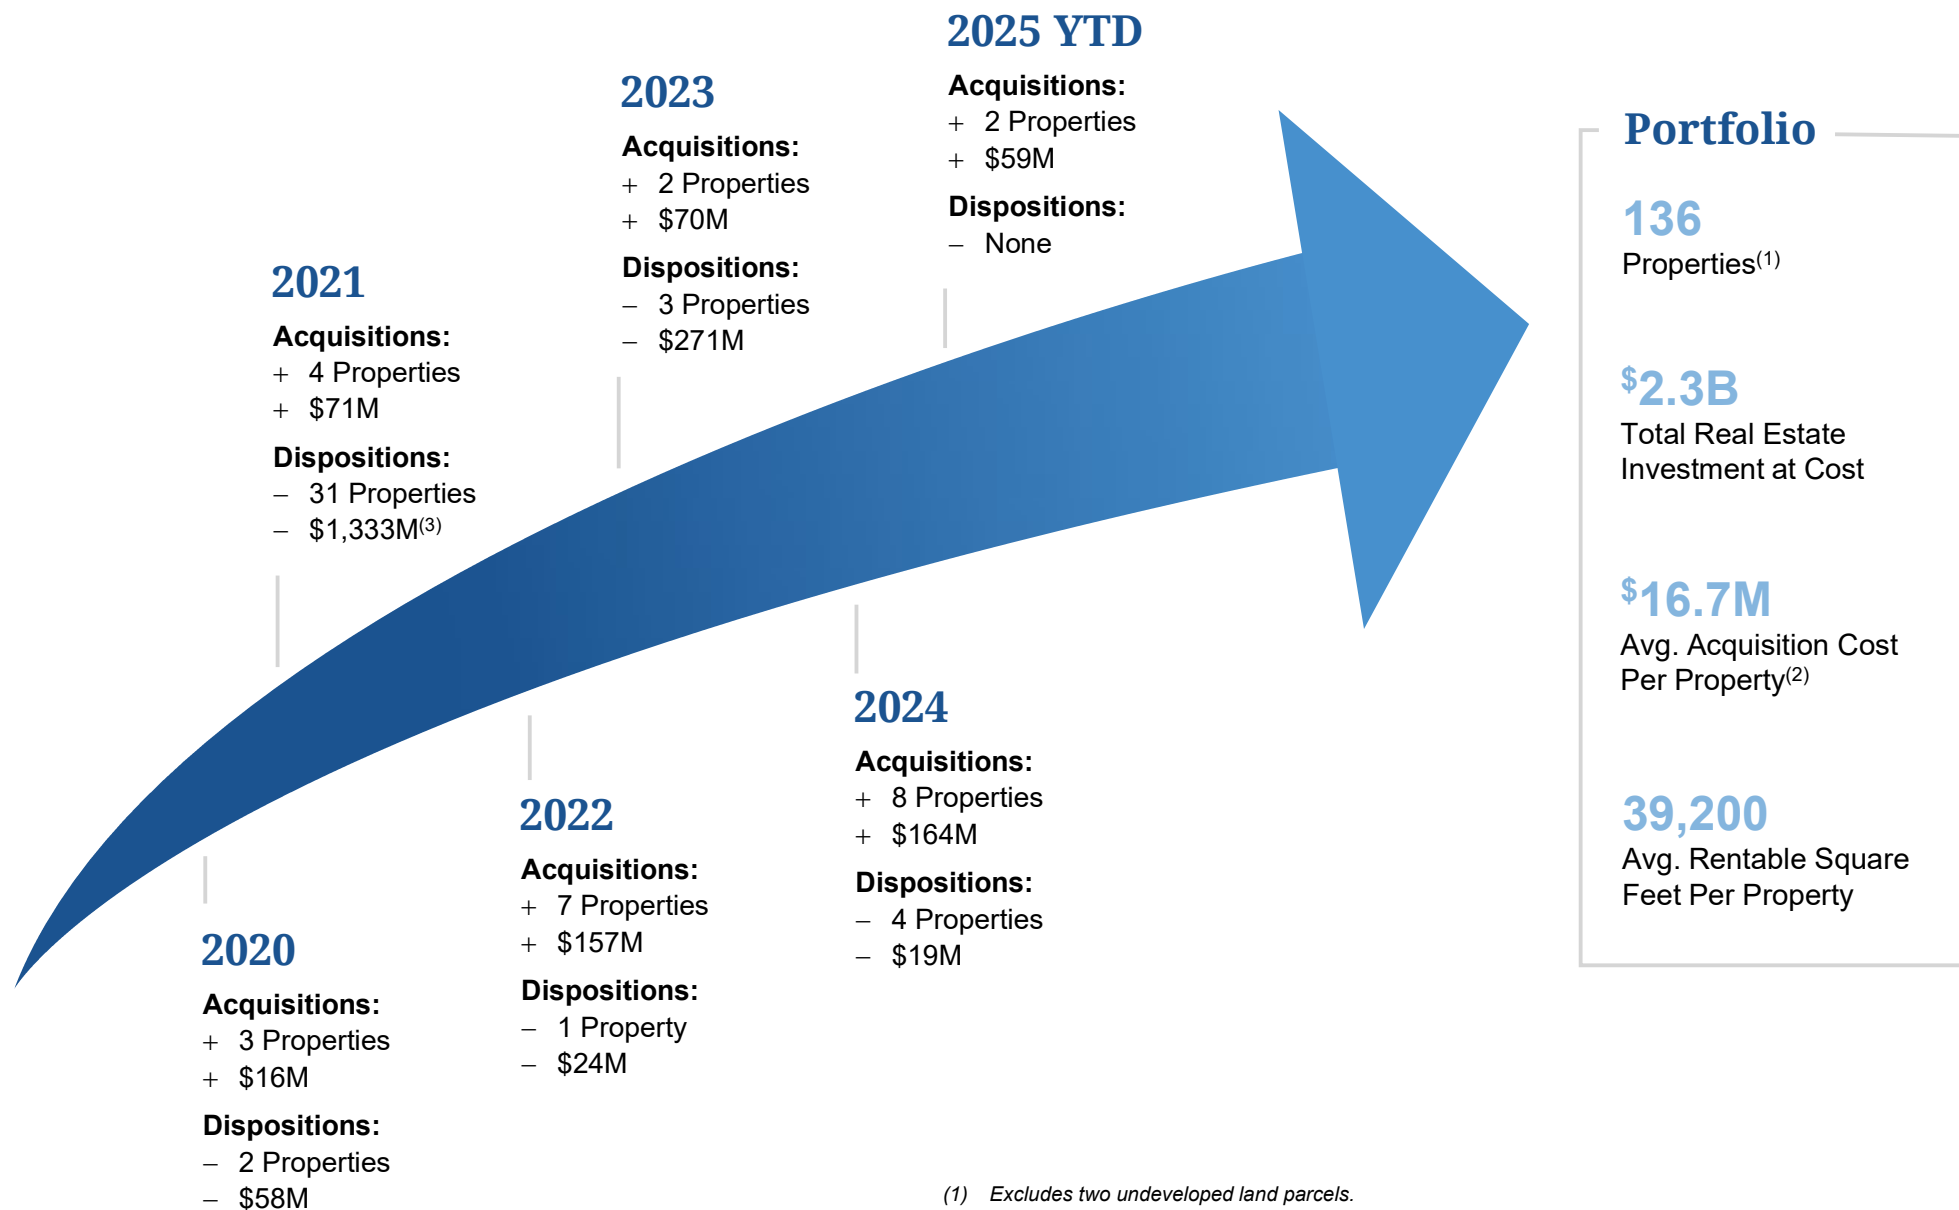 2020
Acquisitions:
+ 3 Properties
+ $16M
Dispositions:
– 2 Properties
– $58M
2021
Acquisitions:
+ 4 Properties
+ $71M
Dispositions:
– 31 Properties
– $1,333M(3)
2022
Acquisitions:
+ 7 Properties
+ $157M
Dispositions:
– 1 Property
– $24M
2023
Acquisitions:
+ 2 Properties
+ $70M
Dispositions:
– 3 Properties
– $271M
2024
Acquisitions:
+ 8 Properties
+ $164M
Dispositions:
– 4 Properties
– $19M
2025 YTD
Acquisitions:
+ 2 Properties
+ $59M
Dispositions:
– None
Portfolio
136
Properties(1)
$2.3B
Total Real Estate
Investment at Cost
$16.7M
Avg. Acquisition Cost
Per Property(2)
39,200
Avg. Rentable Square
Feet Per Property
(1) Excludes two undeveloped land parcels.